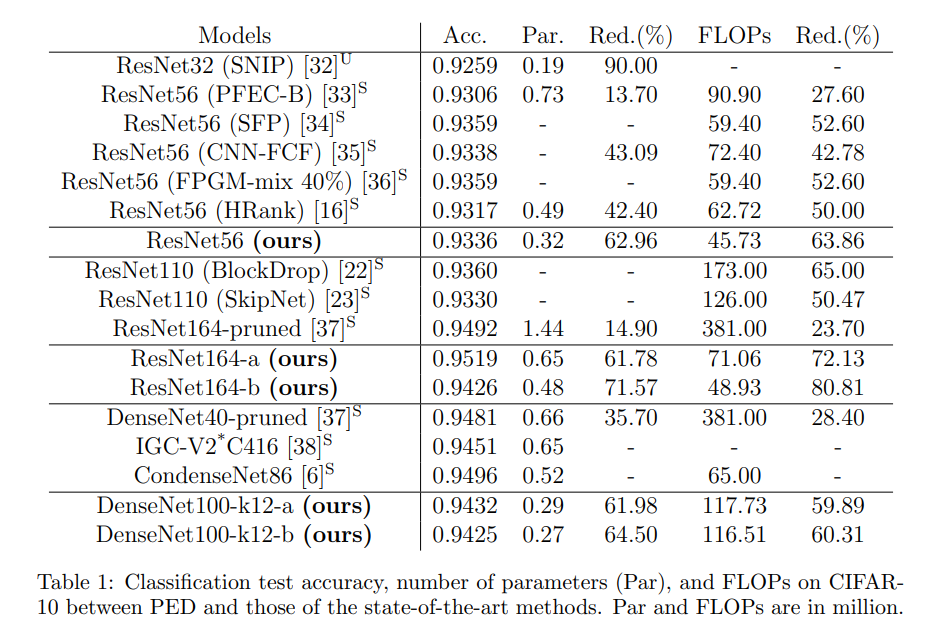 Models Acc. Par. Red.(%) FLOPs Red.(%)
ResNet32 (SNIP) [32]U 0.9259 0.19 90.00 - -
ResNet56 (PFEC-B) [33]S 0.9306 0.73 13.70 90.90 27.60
ResNet56 (SFP) [34]S 0.9359 - - 59.40 52.60
ResNet56 (CNN-FCF) [35]S 0.9338 - 43.09 72.40 42.78
ResNet56 (FPGM-mix 40%) [36]S 0.9359 - - 59.40 52.60
ResNet56 (HRank) [16]S 0.9317 0.49 42.40 62.72 50.00
ResNet56 (ours) 0.9336 0.32 62.96 45.73 63.86
ResNet110 (BlockDrop) [22]S 0.9360 - - 173.00 65.00
ResNet110 (SkipNet) [23]S 0.9330 - - 126.00 50.47
ResNet164-pruned [37]S 0.9492 1.44 14.90 381.00 23.70
ResNet164-a (ours) 0.9519 0.65 61.78 71.06 72.13
ResNet164-b (ours) 0.9426 0.48 71.57 48.93 80.81
DenseNet40-pruned [37]S 0.9481 0.66 35.70 381.00 28.40
IGC-V2*C416 [38]S 0.9451 0.65 - - -
CondenseNet86 [6]S 0.9496 0.52 - 65.00 -
DenseNet100-k12-a (ours) 0.9432 0.29 61.98 117.73 59.89
DenseNet100-k12-b (ours) 0.9425 0.27 64.50 116.51 60.31
Table 1: Classification test accuracy, number of parameters (Par), and FLOPs on CIFAR-
10 between PED and those of the state-of-the-art methods. Par and FLOPs are in million.